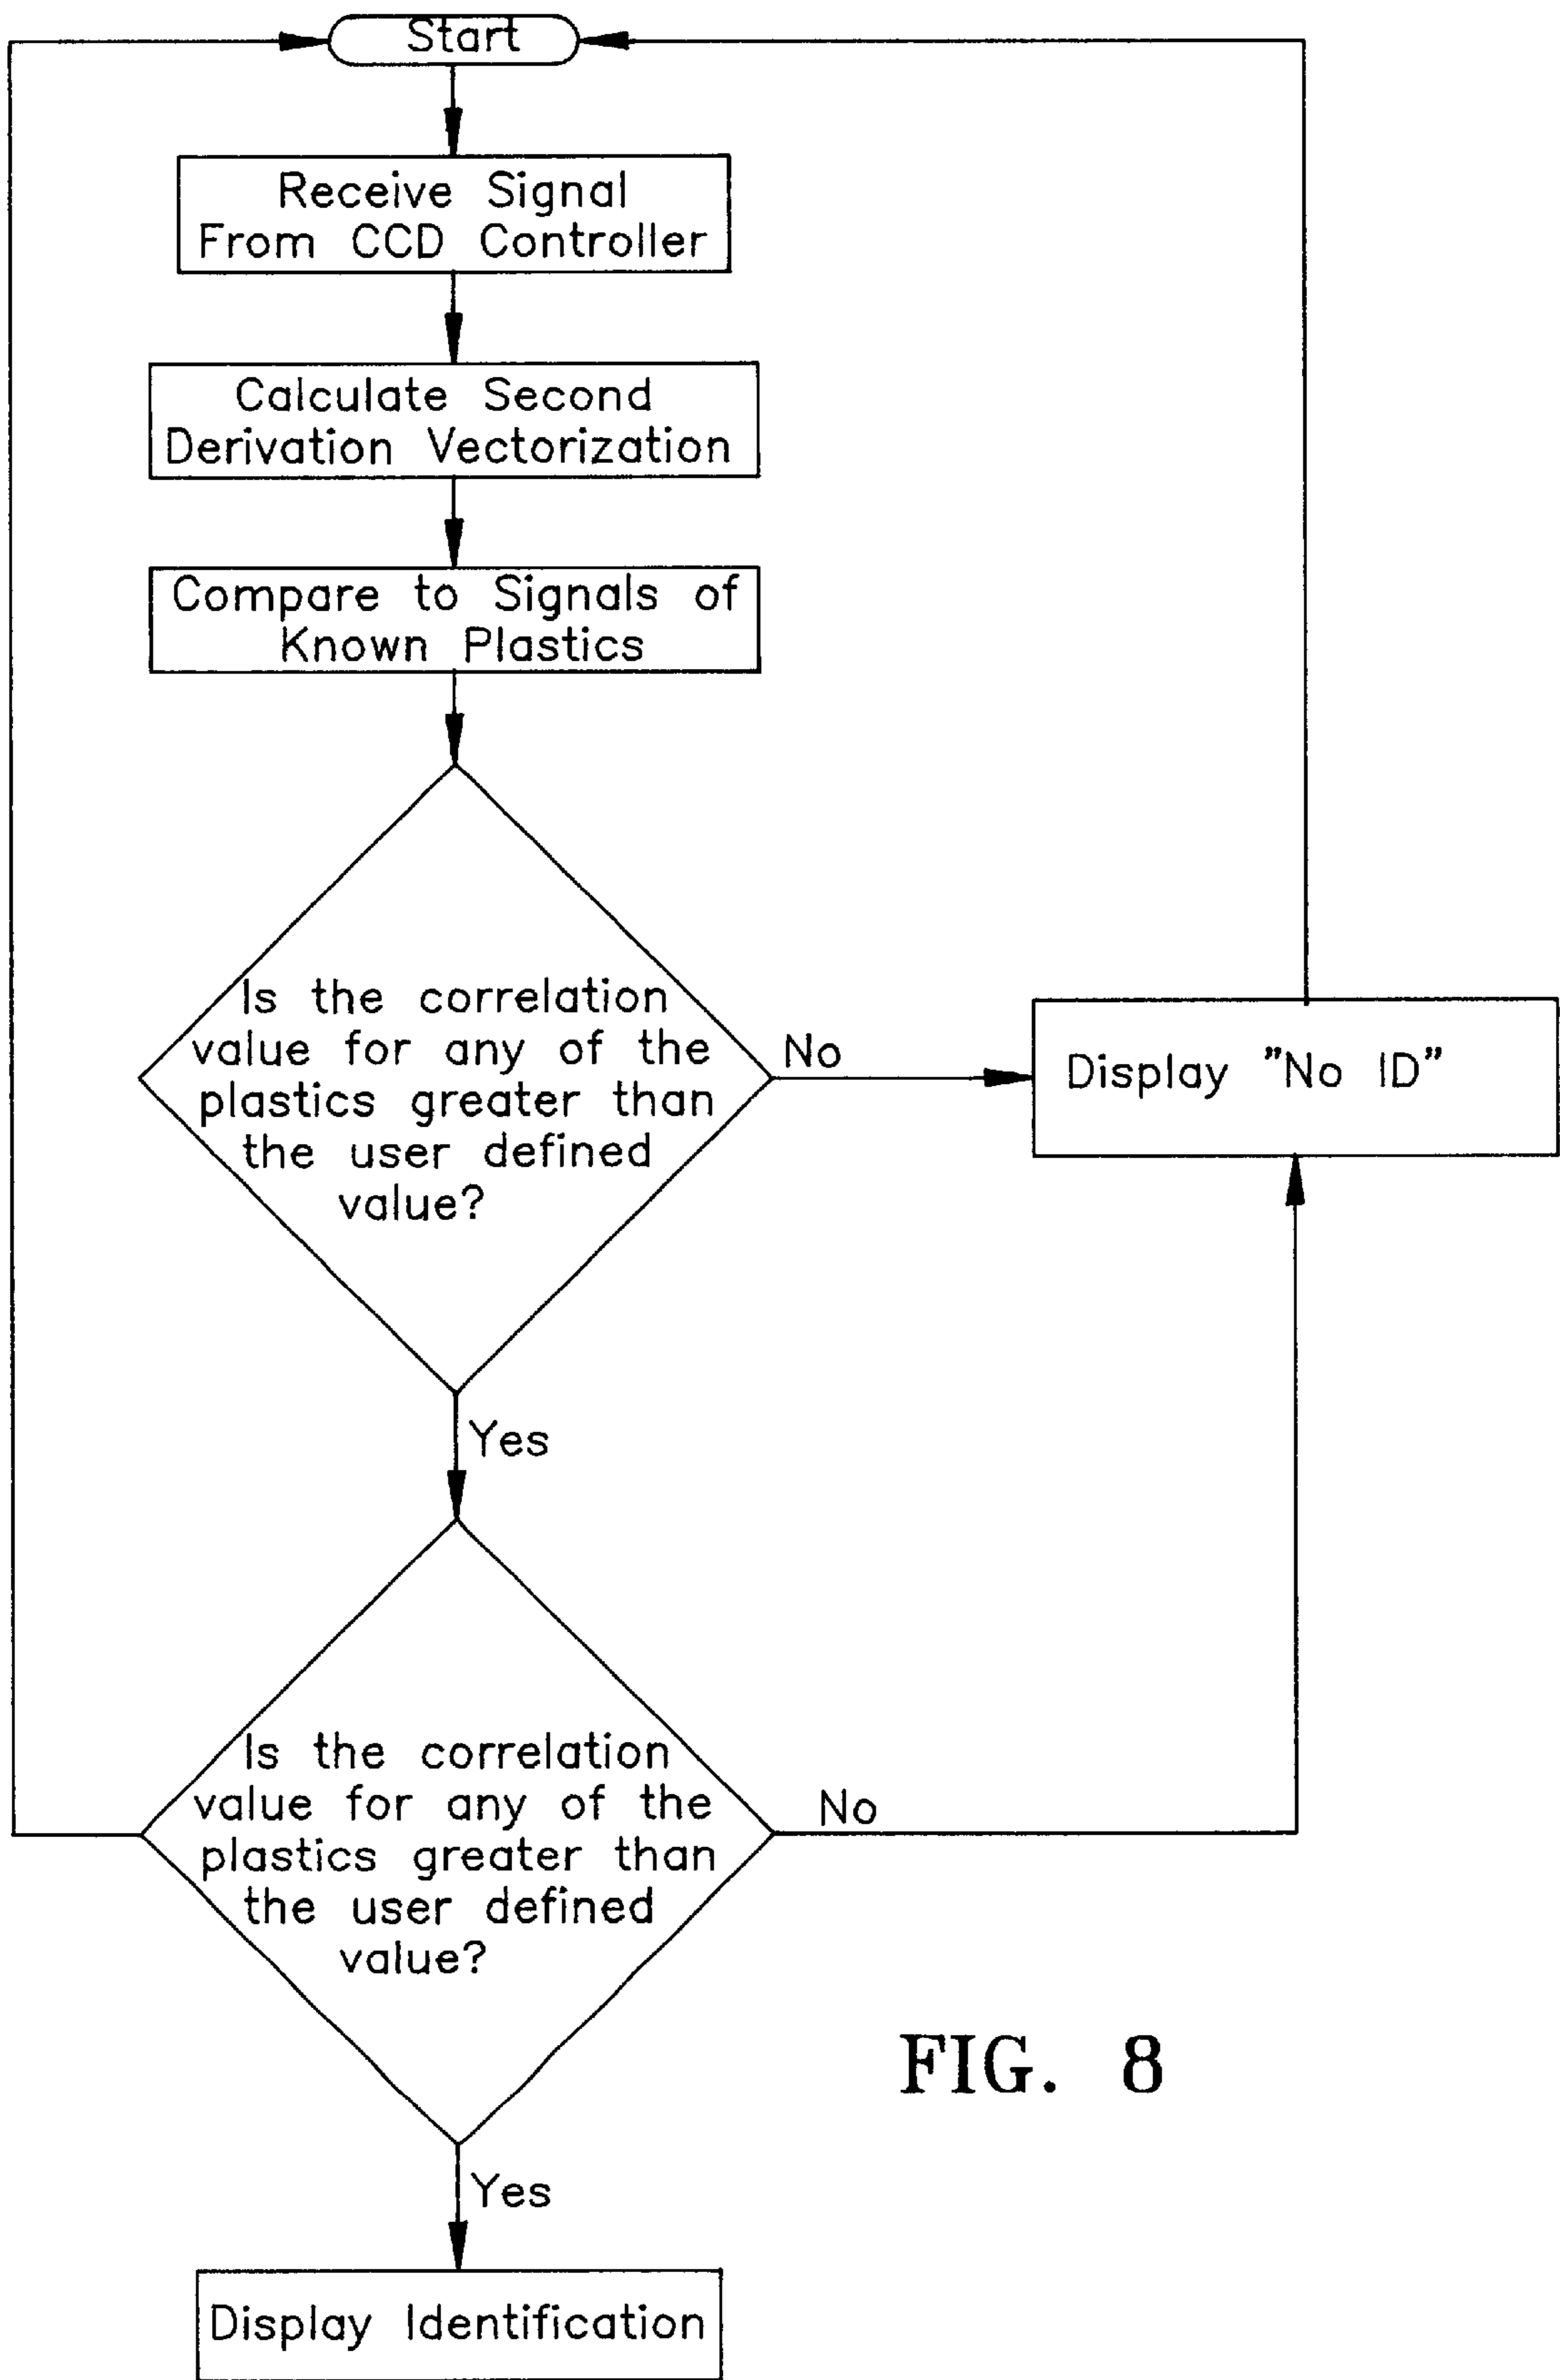 Start
Receive Signal
From CCD Controller
Calculate Second
Derivation Vectorization
Compare to Signals of
Known Plastics
Is the correlation
value for any of the
plastics greater than
the user defined
value?
No
Display "No ID"
Yes
Is the correlation
value for any of the
plastics greater than
the user defined
value?
No
Yes
Display Identification
FIG. 8